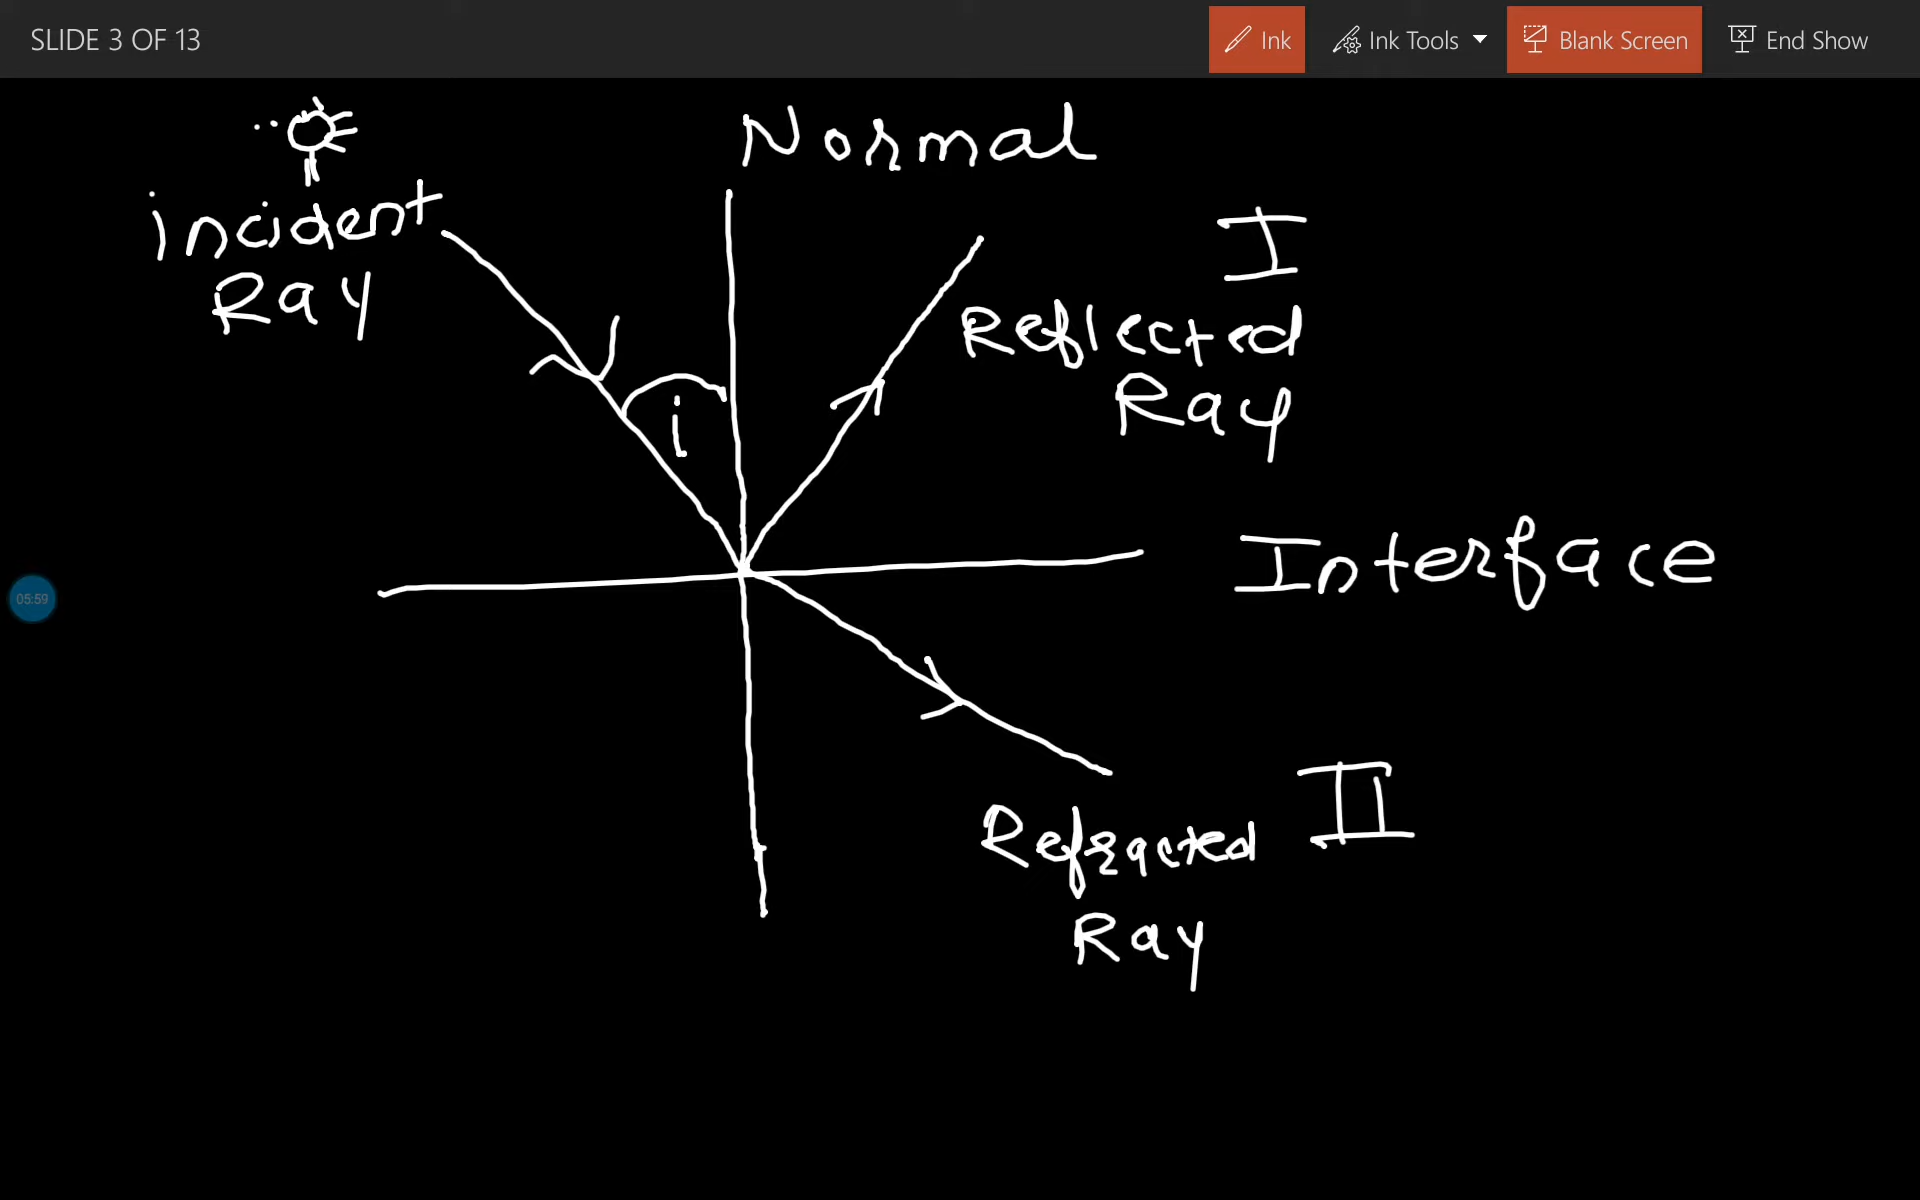 SLIDE 3 OF 13
Ink
Ink Tools
Blank Screen
End Show
Normal
incident
Ray
I
Reflected
Ray
i
Interface
05:59
II
Refracted
Ray